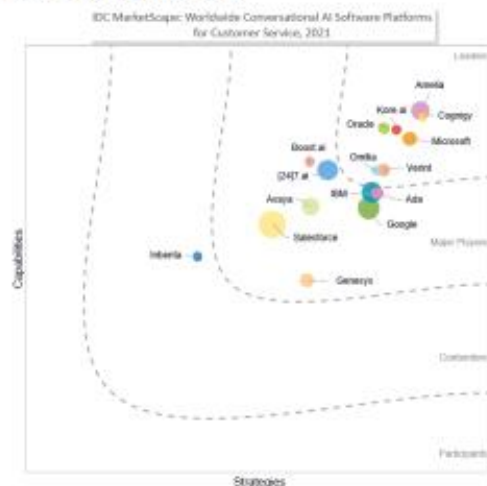 IDC MarketScape: Worldwide Conversational AI Software Platforms
for Customer Service, 2021
Leaders
Amelia
Kore.ai
Cognigy
Oracle
Microsoft
Boost.ai
Omilia
Verint
[24]7.ai
IBM
Ada
Avaya
Google
Salesforce
Major Players
Inbenta
Genesys
Capabilities
Contenders
Participants
Strategies